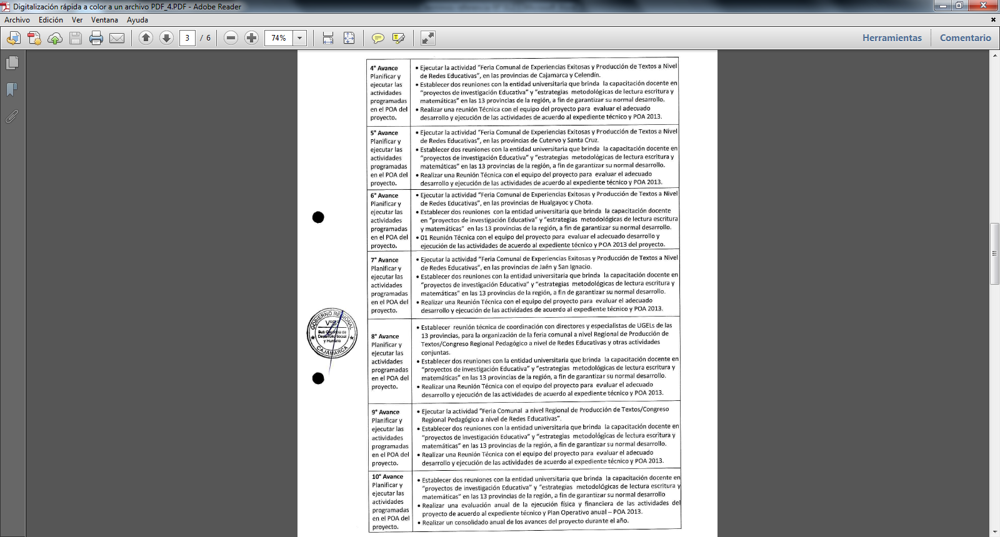 Digitalización rápida a color a un archivo PDF_4.PDF - Adobe Reader
Archivo Edición Ver Ventana Ayuda
3 / 6 74% Herramientas Comentario
4° Avance
Planificar y
ejecutar las
actividades
programadas
en el POA del
proyecto.
• Ejecutar la actividad "Feria Comunal de Experiencias Exitosas y Producción de Textos a Nivel
de Redes Educativas", en las provincias de Cajamarca y Celendín.
• Establecer dos reuniones con la entidad universitaria que brinda la capacitación docente en
"proyectos de investigación Educativa" y "estrategias metodológicas de lectura escritura y
matemáticas" en las 13 provincias de la región, a fin de garantizar su normal desarrollo.
• Realizar una reunión Técnica con el equipo del proyecto para evaluar el adecuado
desarrollo y ejecución de las actividades de acuerdo al expediente técnico y POA 2013.
5° Avance
Planificar y
ejecutar las
actividades
programadas
en el POA del
proyecto.
• Ejecutar la actividad "Feria Comunal de Experiencias Exitosas y Producción de Textos a Nivel
de Redes Educativas", en las provincias de Cutervo y Santa Cruz.
• Establecer dos reuniones con la entidad universitaria que brinda la capacitación docente en
"proyectos de investigación Educativa" y "estrategias metodológicas de lectura escritura y
matemáticas" en las 13 provincias de la región, a fin de garantizar su normal desarrollo.
• Realizar una Reunión Técnica con el equipo del proyecto para evaluar el adecuado
desarrollo y ejecución de las actividades de acuerdo al expediente técnico y POA 2013.
6° Avance
Planificar y
ejecutar las
actividades
programadas
en el POA del
proyecto.
• Ejecutar la actividad "Feria Comunal de Experiencias Exitosas y Producción de Textos a Nivel
de Redes Educativas", en las provincias de Hualgayoc y Chota.
• Establecer dos reuniones con la entidad universitaria que brinda la capacitación docente
en "proyectos de investigación Educativa" y "estrategias metodológicas de lectura escritura
y matemáticas" en las 13 provincias de la región, a fin de garantizar su normal desarrollo.
• 01 Reunión Técnica con el equipo del proyecto para evaluar el adecuado desarrollo y
ejecución de las actividades de acuerdo al expediente técnico y POA 2013 del proyecto.
7° Avance
Planificar y
ejecutar las
actividades
programadas
en el POA del
proyecto.
• Ejecutar la actividad "Feria Comunal de Experiencias Exitosas y Producción de Textos a Nivel
de Redes Educativas", en las provincias de Jaén y San Ignacio.
• Establecer dos reuniones con la entidad universitaria que brinda la capacitación docente en
"proyectos de investigación Educativa" y "estrategias metodológicas de lectura escritura y
matemáticas" en las 13 provincias de la región, a fin de garantizar su normal desarrollo.
• Realizar una Reunión Técnica con el equipo del proyecto para evaluar el adecuado
desarrollo y ejecución de las actividades de acuerdo al expediente técnico y POA 2013.
GOBIERNO REGIONAL
Sub Gerencia de
Desarrollo Social
y Humano
CAJAMARCA
8° Avance
Planificar y
ejecutar las
actividades
programadas
en el POA del
proyecto.
• Establecer reunión técnica de coordinación con directores y especialistas de UGELs de las
13 provincias, para la organización de la feria comunal a nivel Regional de Producción de
Textos/Congreso Regional Pedagógico a nivel de Redes Educativas y otras actividades
conjuntas.
• Establecer dos reuniones con la entidad universitaria que brinda la capacitación docente en
"proyectos de investigación Educativa" y "estrategias metodológicas de lectura escritura y
matemáticas" en las 13 provincias de la región, a fin de garantizar su normal desarrollo.
• Realizar una Reunión Técnica con el equipo del proyecto para evaluar el adecuado
desarrollo y ejecución de las actividades de acuerdo al expediente técnico y POA 2013.
9° Avance
Planificar y
ejecutar las
actividades
programadas
en el POA del
proyecto.
• Ejecutar la actividad "Feria Comunal a nivel Regional de Producción de Textos/Congreso
Regional Pedagógico a nivel de Redes Educativas".
• Establecer dos reuniones con la entidad universitaria que brinda la capacitación docente en
"proyectos de investigación Educativa" y "estrategias metodológicas de lectura escritura y
matemáticas" en las 13 provincias de la región, a fin de garantizar su normal desarrollo.
• Realizar una Reunión Técnica con el equipo del proyecto para evaluar el adecuado
desarrollo y ejecución de las actividades de acuerdo al expediente técnico y POA 2013.
10° Avance
Planificar y
ejecutar las
actividades
programadas
en el POA del
proyecto.
• Establecer dos reuniones con la entidad universitaria que brinda la capacitación docente en
"proyectos de investigación Educativa" y "estrategias metodológicas de lectura escritura y
matemáticas" en las 13 provincias de la región, a fin de garantizar su normal desarrollo
• Realizar una evaluación anual de la ejecución física y financiera de las actividades del
proyecto de acuerdo al expediente técnico y Plan Operativo anual – POA 2013.
• Realizar un consolidado anual de los avances del proyecto durante el año.